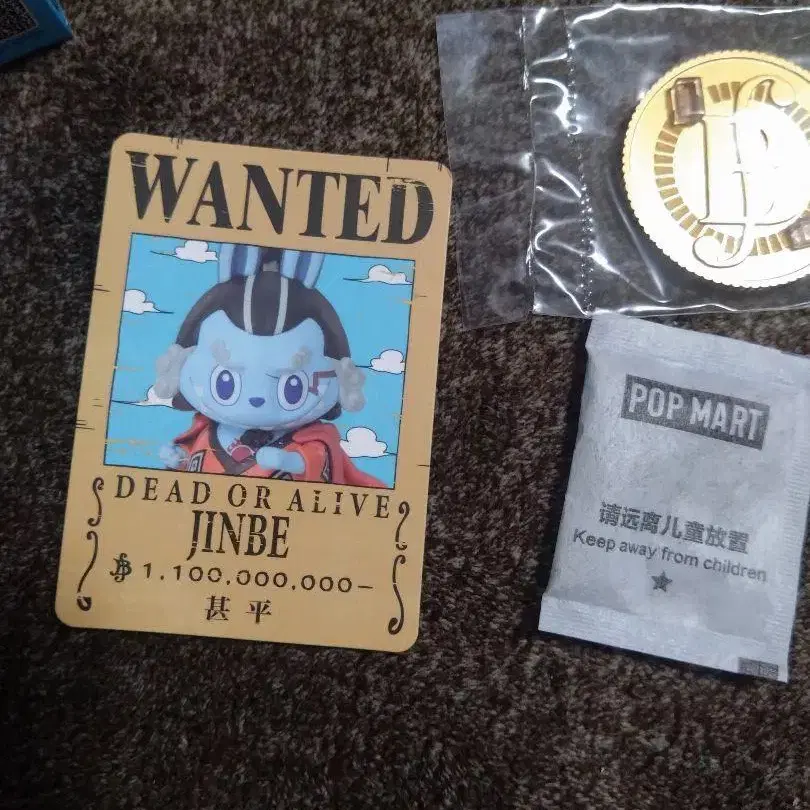 WANTED
DEAD OR ALIVE
JINBE
฿ 1.100.000.000-
甚平
POP MART
请远离儿童放置
Keep away from children